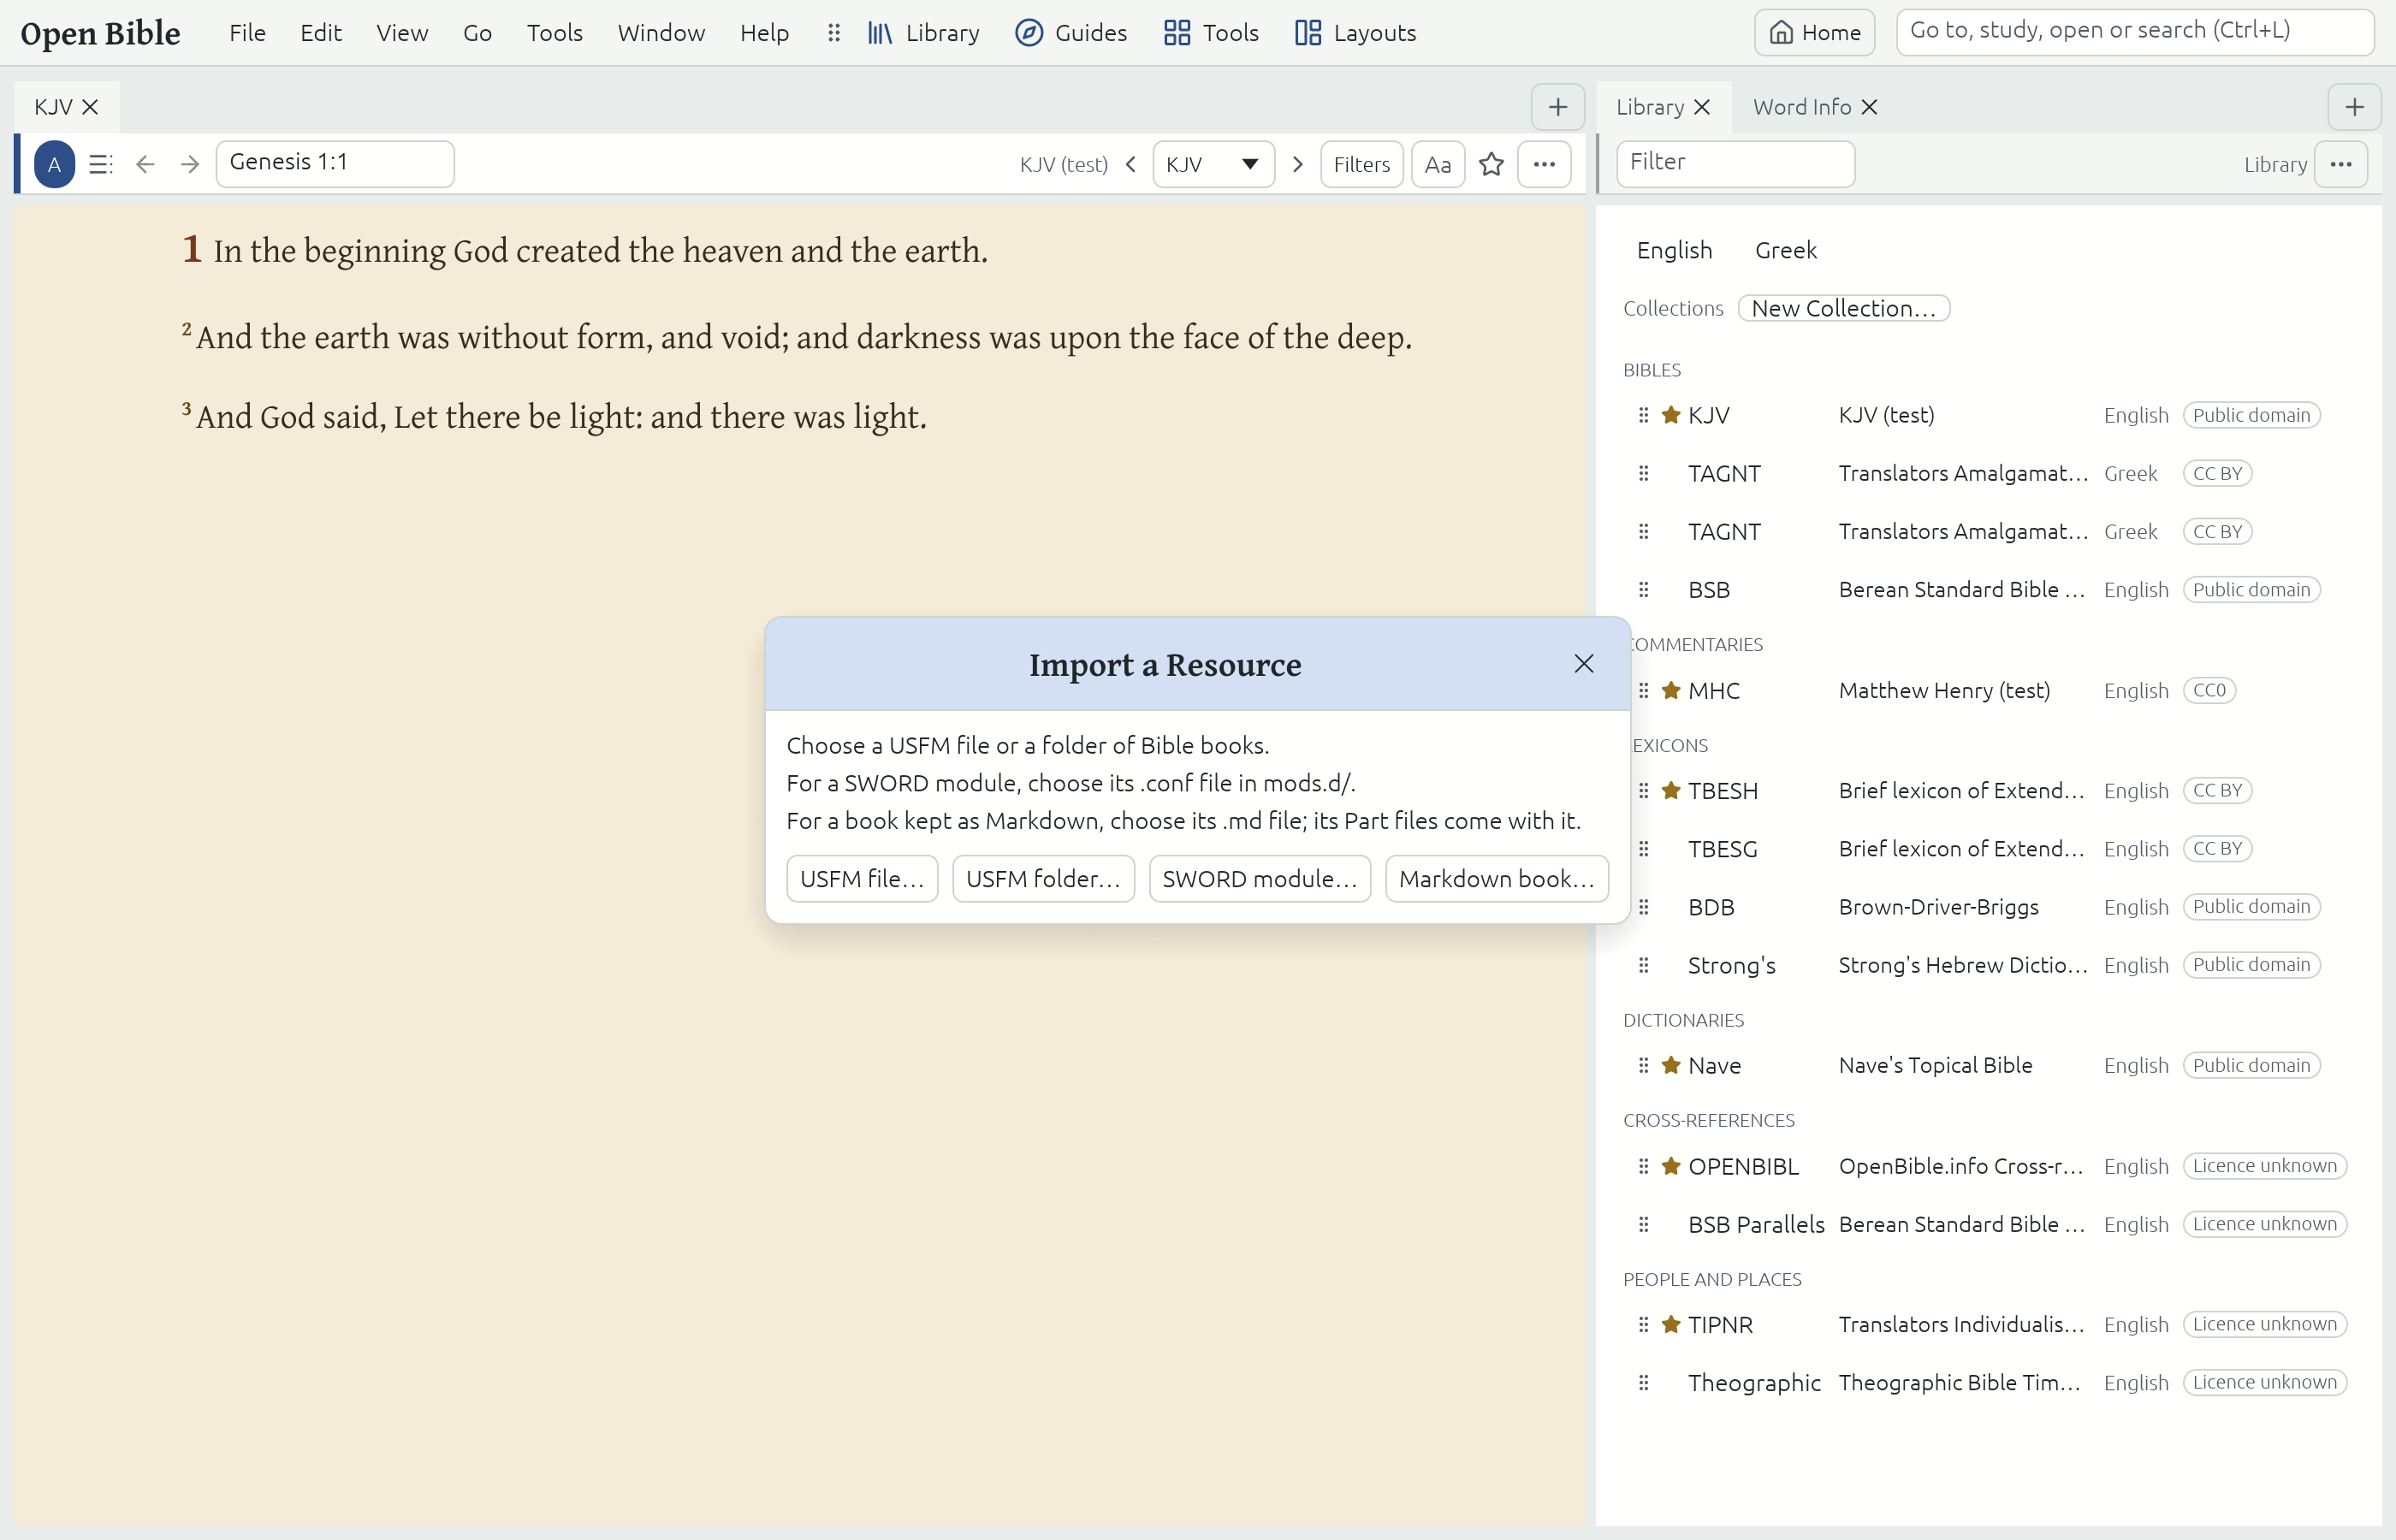 Open Bible File Edit View Go Tools Window Help Library Guides Tools Layouts Home Go to, study, open or search (Ctrl+L)
KJV
Library Word Info
A Genesis 1:1 KJV (test) KJV Filters Aa
Filter Library
1 In the beginning God created the heaven and the earth.
2 And the earth was without form, and void; and darkness was upon the face of the deep.
3 And God said, Let there be light: and there was light.
Import a Resource
Choose a USFM file or a folder of Bible books.
For a SWORD module, choose its .conf file in mods.d/.
For a book kept as Markdown, choose its .md file; its Part files come with it.
USFM file… USFM folder… SWORD module… Markdown book…
English Greek
Collections New Collection…
BIBLES
KJV KJV (test) English Public domain
TAGNT Translators Amalgamat… Greek CC BY
TAGNT Translators Amalgamat… Greek CC BY
BSB Berean Standard Bible … English Public domain
OMMENTARIES
MHC Matthew Henry (test) English CC0
EXICONS
TBESH Brief lexicon of Extend… English CC BY
TBESG Brief lexicon of Extend… English CC BY
BDB Brown-Driver-Briggs English Public domain
Strong's Strong's Hebrew Dictio… English Public domain
DICTIONARIES
Nave Nave's Topical Bible English Public domain
CROSS-REFERENCES
OPENBIBL OpenBible.info Cross-r… English Licence unknown
BSB Parallels Berean Standard Bible … English Licence unknown
PEOPLE AND PLACES
TIPNR Translators Individualis… English Licence unknown
Theographic Theographic Bible Tim… English Licence unknown